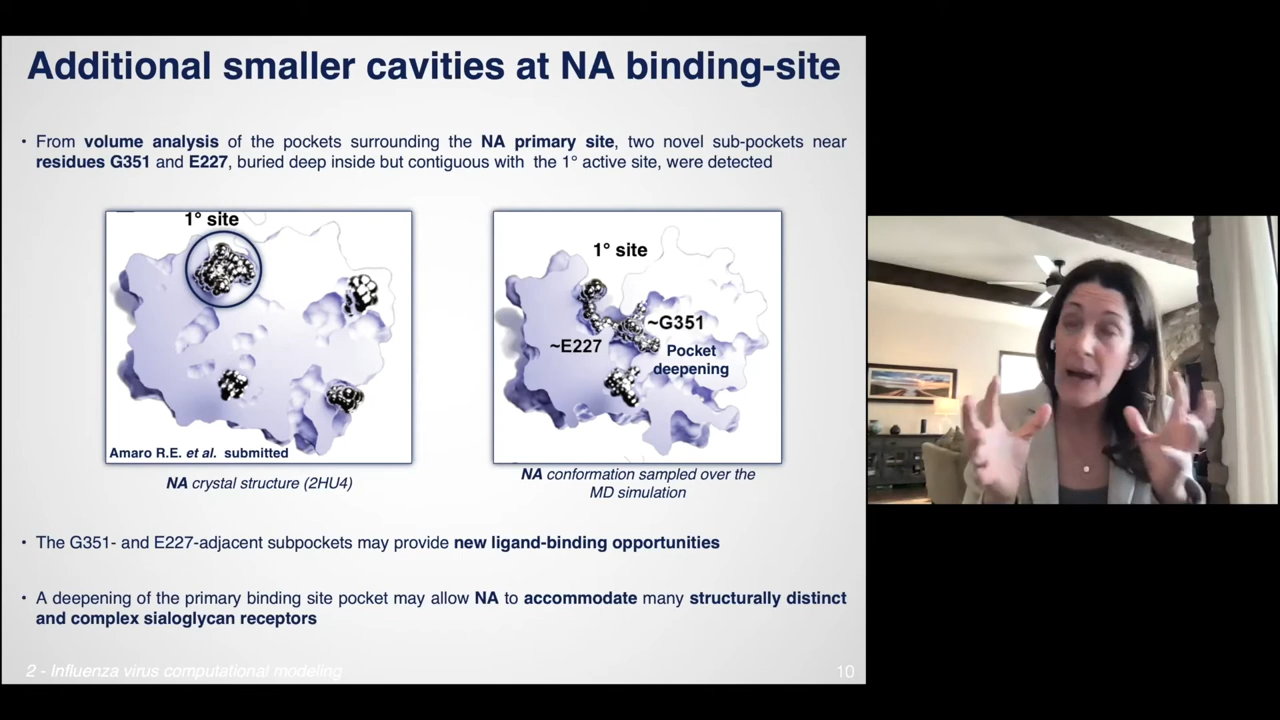 Additional smaller cavities at NA binding-site
• From volume analysis of the pockets surrounding the NA primary site, two novel sub-pockets near
residues G351 and E227, buried deep inside but contiguous with the 1° active site, were detected
1° site
Amaro R.E. et al. submitted
NA crystal structure (2HU4)
1° site
~G351
~E227
Pocket
deepening
NA conformation sampled over the
MD simulation
• The G351- and E227-adjacent subpockets may provide new ligand-binding opportunities
• A deepening of the primary binding site pocket may allow NA to accommodate many structurally distinct
and complex sialoglycan receptors
2 - Influenza virus computational modeling
10